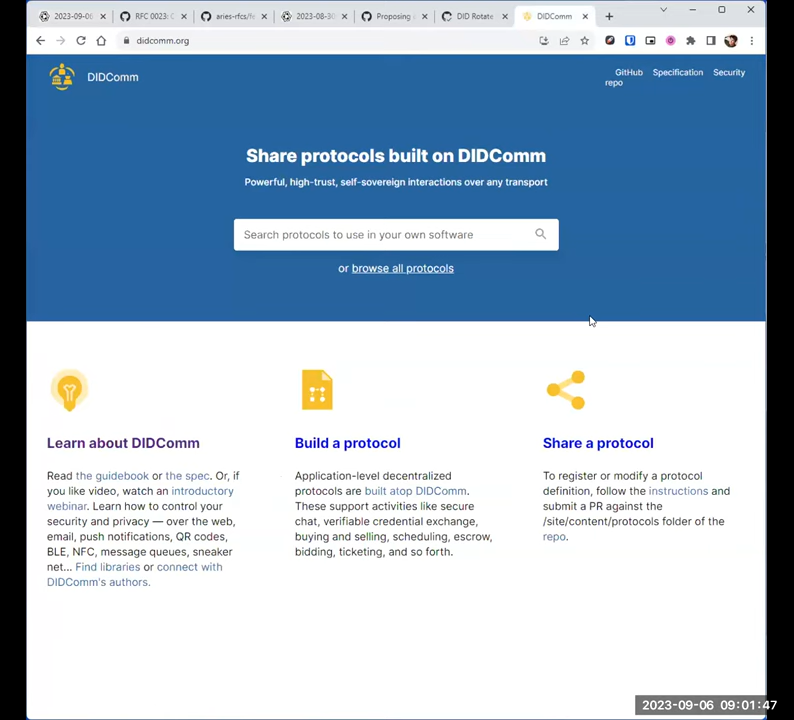 2023-09-06
RFC 0023:
aries-rfcs/fe
2023-08-30
Proposing
DID Rotate
DIDComm
didcomm.org
DIDComm
GitHub repo
Specification
Security
Share protocols built on DIDComm
Powerful, high-trust, self-sovereign interactions over any transport
Search protocols to use in your own software
or browse all protocols
Learn about DIDComm
Read the guidebook or the spec. Or, if
you like video, watch an introductory
webinar. Learn how to control your
security and privacy — over the web,
email, push notifications, QR codes,
BLE, NFC, message queues, sneaker
net... Find libraries or connect with
DIDComm's authors.
Build a protocol
Application-level decentralized
protocols are built atop DIDComm.
These support activities like secure
chat, verifiable credential exchange,
buying and selling, scheduling, escrow,
bidding, ticketing, and so forth.
Share a protocol
To register or modify a protocol
definition, follow the instructions and
submit a PR against the
/site/content/protocols folder of the
repo.
2023-09-06 09:01:47